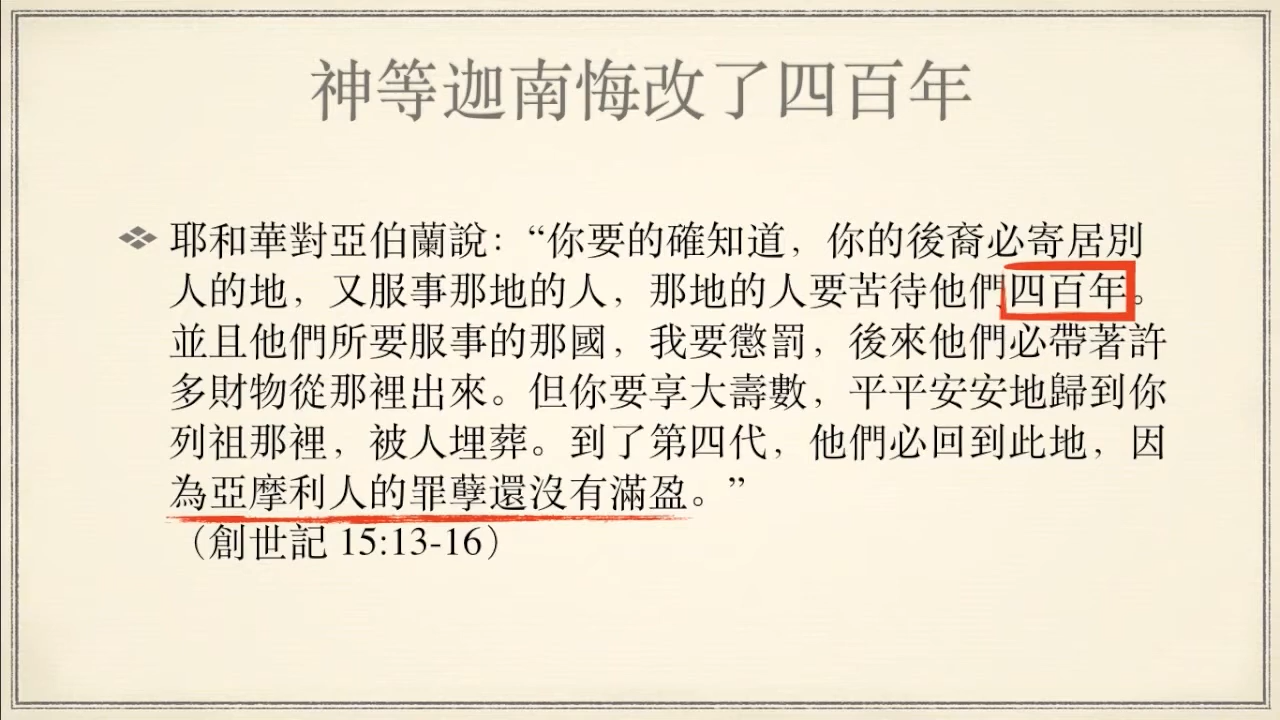 神等迦南悔改了四百年
耶和華對亞伯蘭說：“你要的確知道，你的後裔必寄居別
人的地，又服事那地的人，那地的人要苦待他們四百年。
並且他們所要服事的那國，我要懲罰，後來他們必帶著許
多財物從那裡出來。但你要享大壽數，平平安安地歸到你
列祖那裡，被人埋葬。到了第四代，他們必回到此地，因
為亞摩利人的罪孽還沒有滿盈。”
（創世記 15:13-16）